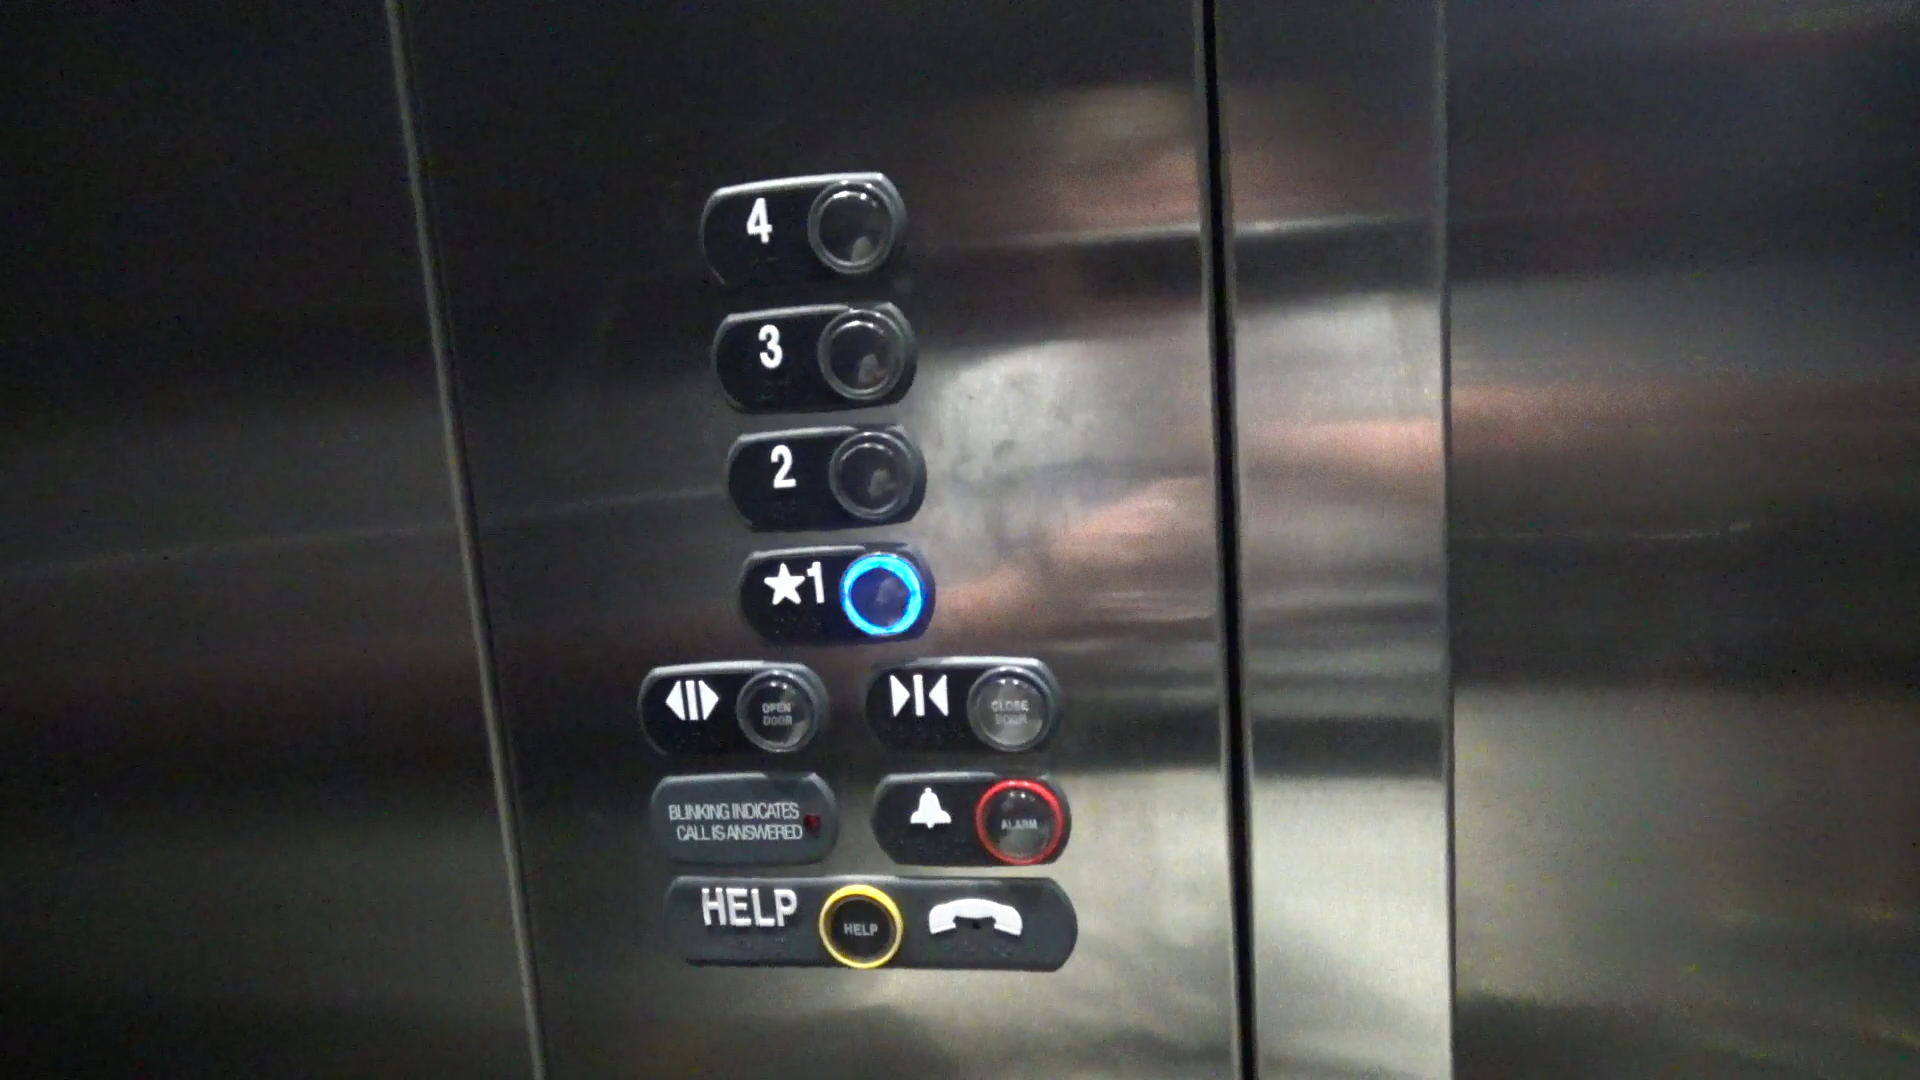 4
3
2
★1
OPEN
DOOR
CLOSE
DOOR
BLINKING INDICATES
CALL IS ANSWERED
ALARM
HELP
HELP